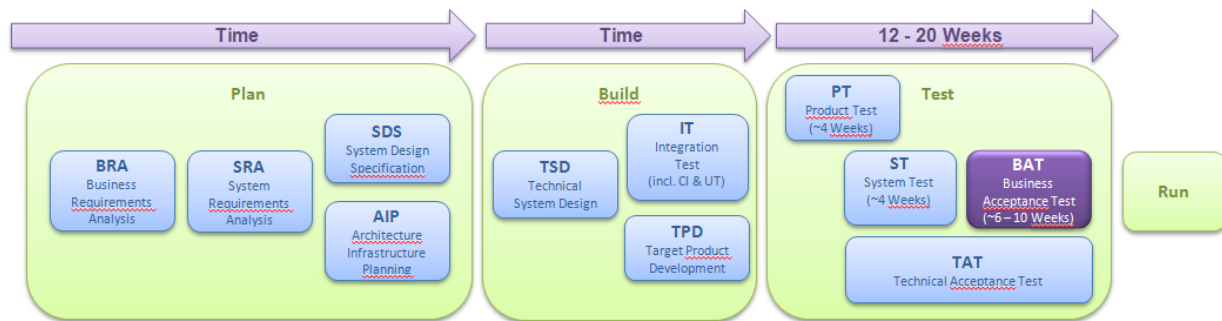 Time
Time
12 - 20 Weeks
Plan
BRA
Business
Requirements
Analysis
SRA
System
Requirements
Analysis
SDS
System Design
Specification
AIP
Architecture
Infrastructure
Planning
Build
TSD
Technical
System Design
IT
Integration
Test
(incl. CI & UT)
TPD
Target Product
Development
Test
PT
Product Test
(~4 Weeks)
ST
System Test
(~4 Weeks)
BAT
Business
Acceptance Test
(~6 – 10 Weeks)
TAT
Technical Acceptance Test
Run